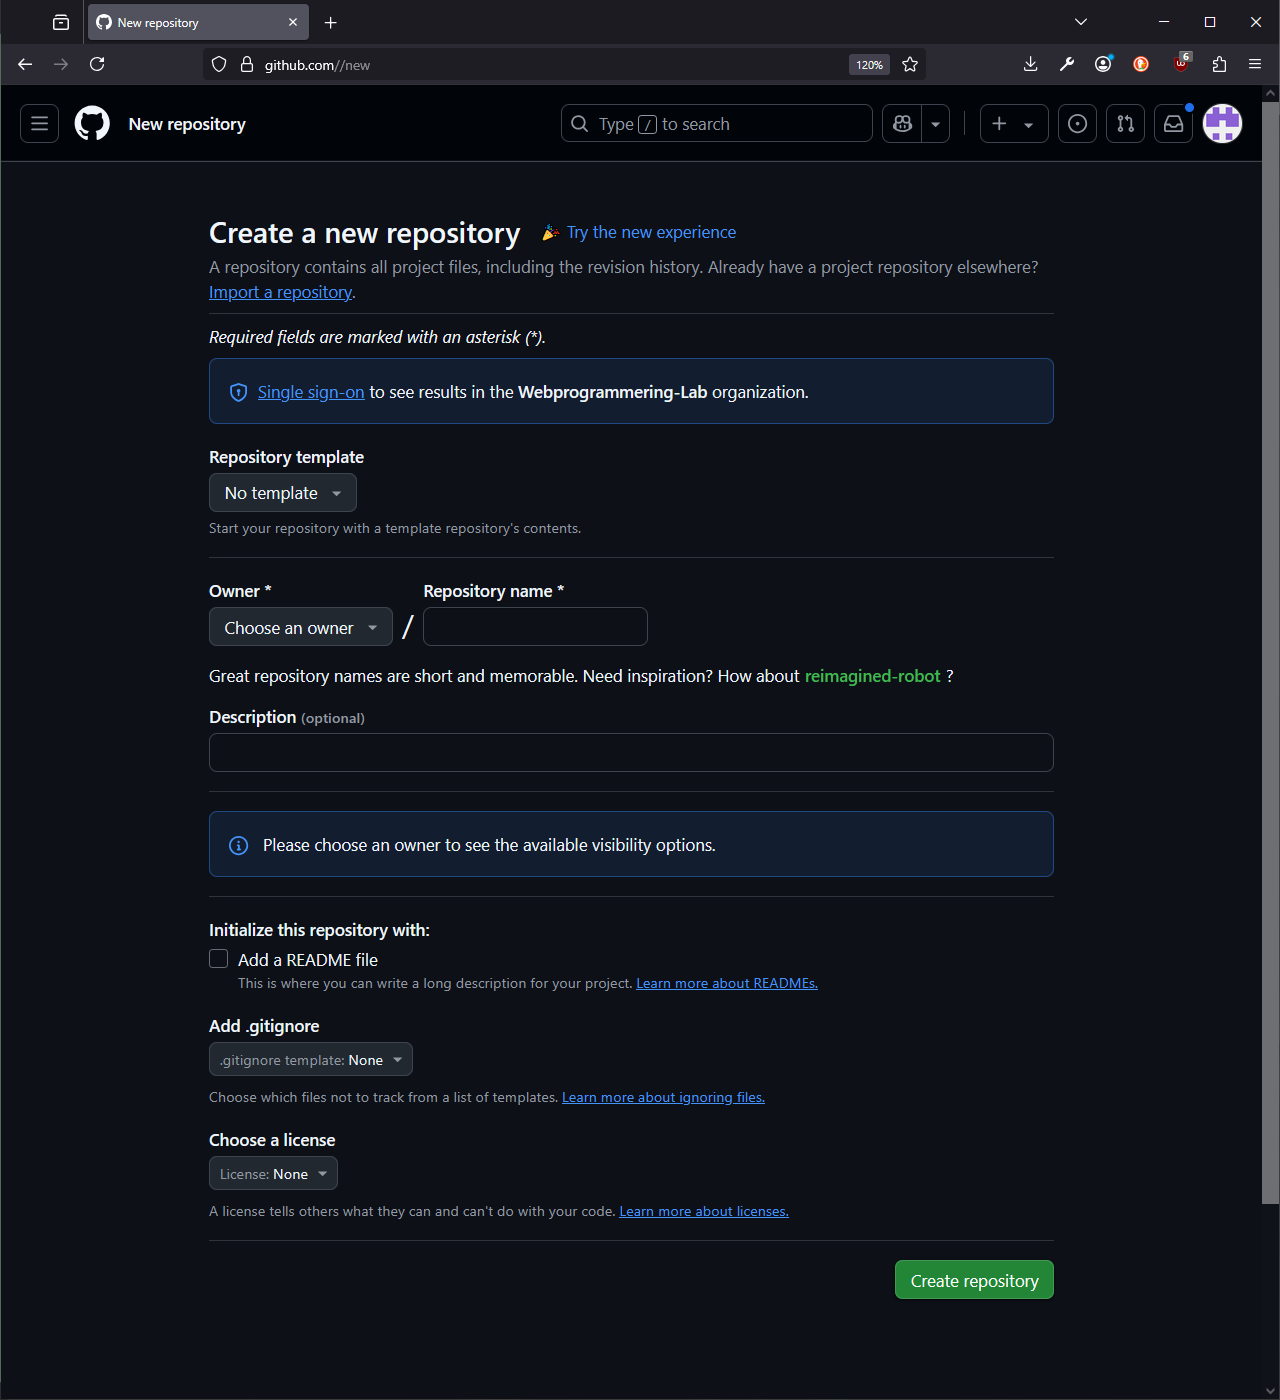 New repository
github.com//new
120%
6
New repository
Type / to search
Create a new repository
Try the new experience
A repository contains all project files, including the revision history. Already have a project repository elsewhere?
Import a repository.
Required fields are marked with an asterisk (*).
Single sign-on to see results in the Webprogrammering-Lab organization.
Repository template
No template
Start your repository with a template repository's contents.
Owner *
Repository name *
Choose an owner
/
Great repository names are short and memorable. Need inspiration? How about reimagined-robot ?
Description (optional)
Please choose an owner to see the available visibility options.
Initialize this repository with:
Add a README file
This is where you can write a long description for your project. Learn more about READMEs.
Add .gitignore
.gitignore template: None
Choose which files not to track from a list of templates. Learn more about ignoring files.
Choose a license
License: None
A license tells others what they can and can't do with your code. Learn more about licenses.
Create repository